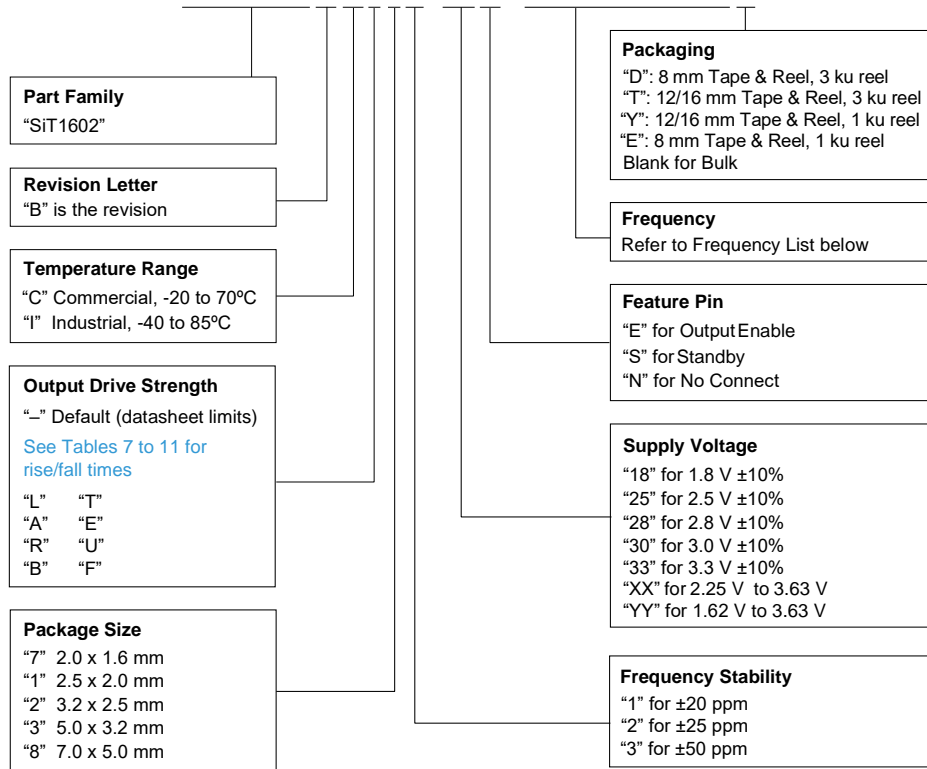 Part Family
“SiT1602”
Revision Letter
“B” is the revision
Temperature Range
“C” Commercial, -20 to 70ºC
“I” Industrial, -40 to 85ºC
Output Drive Strength
“–” Default (datasheet limits)
See Tables 7 to 11 for
rise/fall times
“L” “T”
“A” “E”
“R” “U”
“B” “F”
Package Size
“7” 2.0 x 1.6 mm
“1” 2.5 x 2.0 mm
“2” 3.2 x 2.5 mm
“3” 5.0 x 3.2 mm
“8” 7.0 x 5.0 mm
Packaging
“D”: 8 mm Tape & Reel, 3 ku reel
“T”: 12/16 mm Tape & Reel, 3 ku reel
“Y”: 12/16 mm Tape & Reel, 1 ku reel
“E”: 8 mm Tape & Reel, 1 ku reel
Blank for Bulk
Frequency
Refer to Frequency List below
Feature Pin
“E” for Output Enable
“S” for Standby
“N” for No Connect
Supply Voltage
“18” for 1.8 V ±10%
“25” for 2.5 V ±10%
“28” for 2.8 V ±10%
“30” for 3.0 V ±10%
“33” for 3.3 V ±10%
“XX” for 2.25 V to 3.63 V
“YY” for 1.62 V to 3.63 V
Frequency Stability
“1” for ±20 ppm
“2” for ±25 ppm
“3” for ±50 ppm